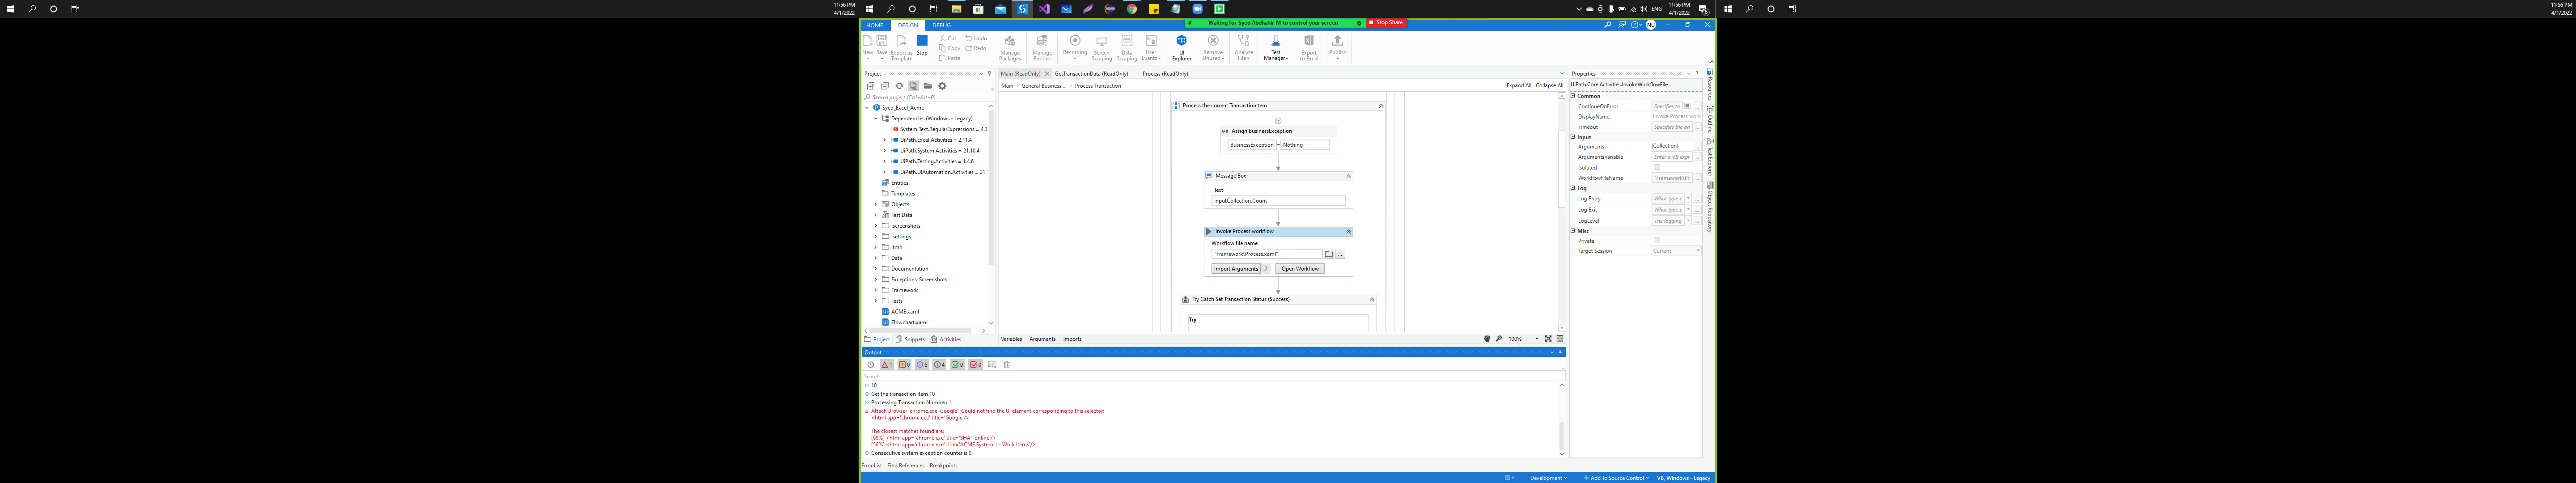 11:56 PM
4/1/2022
ENG
11:56 PM
4/1/2022
11:56 PM
4/1/2022
HOME
DESIGN
DEBUG
Waiting for Syed Abdhahir M to control your screen
Stop Share
NU
New
Save
Export as
Template
Stop
Cut
Copy
Paste
Undo
Redo
Manage
Packages
Manage
Entities
Recording
Screen
Scraping
Data
Scraping
User
Events
UI
Explorer
Remove
Unused
Analyze
File
Test
Manager
Export
to Excel
Publish
Project
Search project (Ctrl+Alt+P)
Syed_Excel_Acme
Dependencies (Windows - Legacy)
System.Text.RegularExpressions = 4.3
UiPath.Excel.Activities = 2.11.4
UiPath.System.Activities = 21.10.4
UiPath.Testing.Activities = 1.4.6
UiPath.UIAutomation.Activities = 21.
Entities
Templates
Objects
Test Data
.screenshots
.settings
.tmh
Data
Documentation
Exceptions_Screenshots
Framework
Tests
ACME.xaml
Flowchart.xaml
Project
Snippets
Activities
Main (ReadOnly)
GetTransactionData (ReadOnly)
Process (ReadOnly)
Main > General Business ... > Process Transaction
Expand All
Collapse All
Process the current TransactionItem
A+B Assign BusinessException
BusinessException = Nothing
Message Box
Text
inputCollection.Count
Invoke Process workflow
Workflow file name
"Framework\Process.xaml"
Import Arguments 7
Open Workflow
Try Catch Set Transaction Status (Success)
Try
Variables
Arguments
Imports
100%
Properties
UiPath.Core.Activities.InvokeWorkflowFile
Common
ContinueOnError Specifies to
DisplayName Invoke Process work
Timeout Specifies the am
Input
Arguments (Collection)
ArgumentsVariable Enter a VB expr
Isolated
WorkflowFileName "Framework\Pr
Log
Log Entry What type o
Log Exit What type o
LogLevel The logging
Misc
Private
Target Session Current
Resources
Outline
Test Explorer
Object Repository
Output
1
0
6
4
0
0
Search
10
Get the transaction item 10
Processing Transaction Number: 1
Attach Browser 'chrome.exe Google': Could not find the UI element corresponding to this selector:
<html app='chrome.exe' title='Google'/>
The closest matches found are:
[68%] <html app='chrome.exe' title='SHA1 online'/>
[56%] <html app='chrome.exe' title='ACME System 1 - Work Items'/>
Consecutive system exception counter is 0.
Error List
Find References
Breakpoints
Development
Add To Source Control
VB, Windows - Legacy